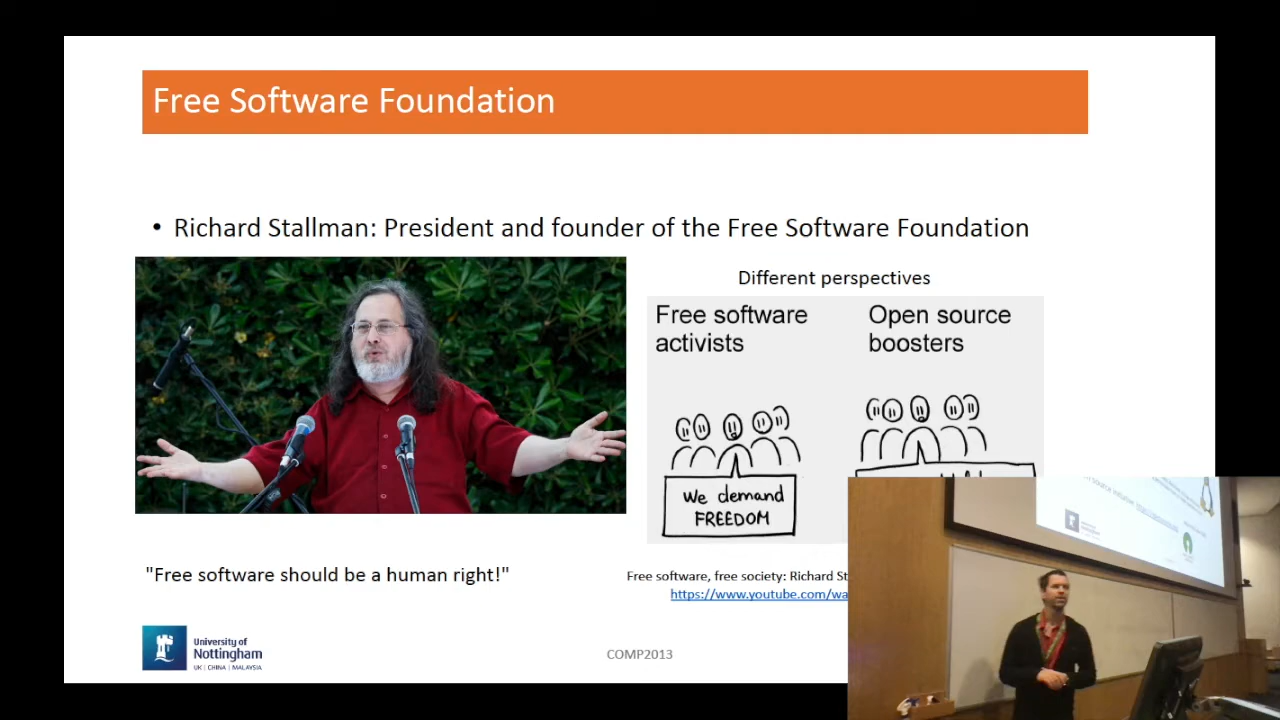 Free Software Foundation
• Richard Stallman: President and founder of the Free Software Foundation
Different perspectives
Free software
activists
Open source
boosters
We demand
FREEDOM
"Free software should be a human right!"
Free software, free society: Richard
https://www.youtube.com/
University of
Nottingham
UK | CHINA | MALAYSIA
COMP2013